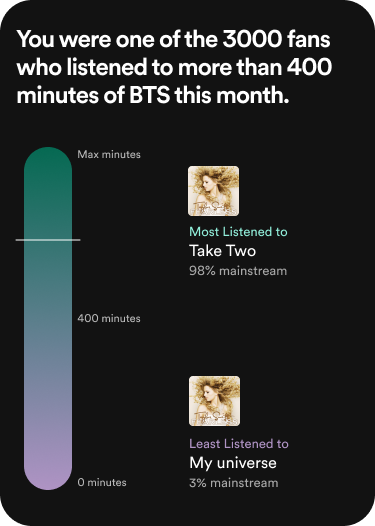 You were one of the 3000 fans
who listened to more than 400
minutes of BTS this month.
Max minutes
400 minutes
0 minutes
Most Listened to
Take Two
98% mainstream
Least Listened to
My universe
3% mainstream